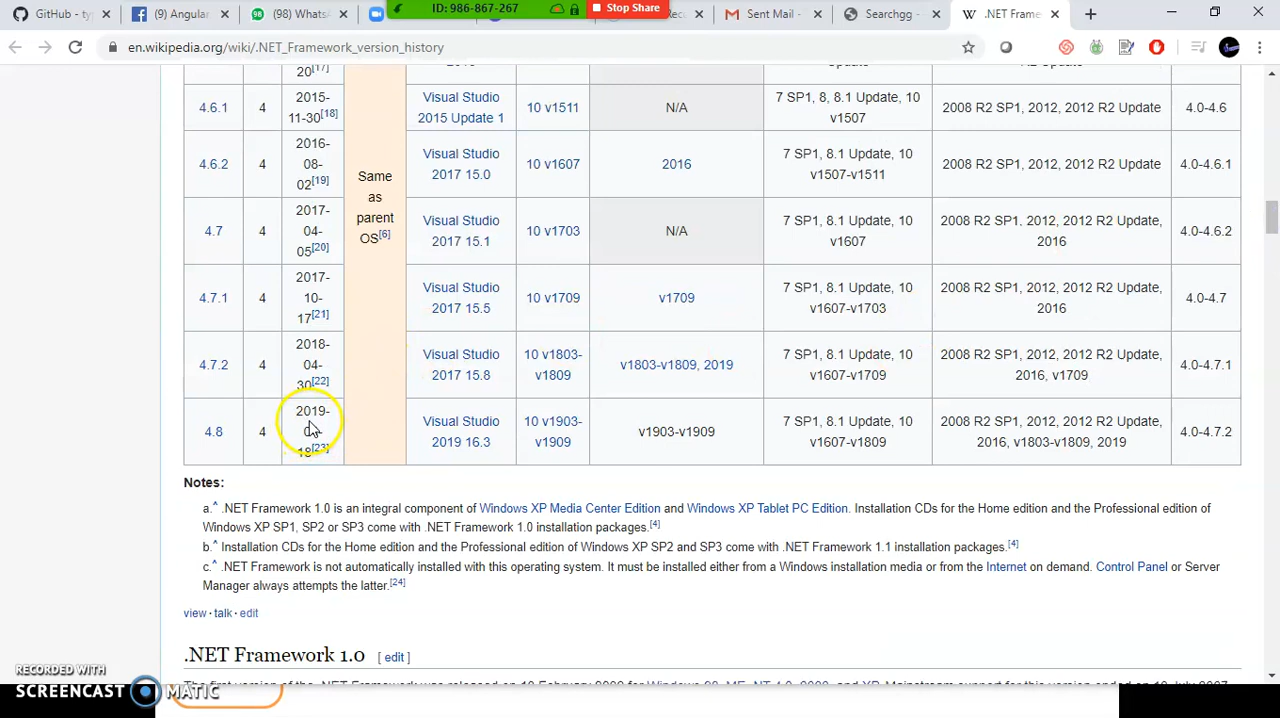 GitHub - ty
(9) Angular
(98) Whats
ID: 986-867-267
Stop Share
Recu
Sent Mail -
Searchgg -
W .NET Frame
en.wikipedia.org/wiki/.NET_Framework_version_history
20[17]
4.6.1 4 2015-11-30[18] Visual Studio 2015 Update 1 10 v1511 N/A 7 SP1, 8, 8.1 Update, 10 v1507 2008 R2 SP1, 2012, 2012 R2 Update 4.0-4.6
4.6.2 4 2016-08-02[19] Visual Studio 2017 15.0 10 v1607 2016 7 SP1, 8.1 Update, 10 v1507-v1511 2008 R2 SP1, 2012, 2012 R2 Update 4.0-4.6.1
Same as parent OS[6]
4.7 4 2017-04-05[20] Visual Studio 2017 15.1 10 v1703 N/A 7 SP1, 8.1 Update, 10 v1607 2008 R2 SP1, 2012, 2012 R2 Update, 2016 4.0-4.6.2
4.7.1 4 2017-10-17[21] Visual Studio 2017 15.5 10 v1709 v1709 7 SP1, 8.1 Update, 10 v1607-v1703 2008 R2 SP1, 2012, 2012 R2 Update, 2016 4.0-4.7
4.7.2 4 2018-04-30[22] Visual Studio 2017 15.8 10 v1803-v1809 v1803-v1809, 2019 7 SP1, 8.1 Update, 10 v1607-v1709 2008 R2 SP1, 2012, 2012 R2 Update, 2016, v1709 4.0-4.7.1
4.8 4 2019- 18[23] Visual Studio 2019 16.3 10 v1903-v1909 v1903-v1909 7 SP1, 8.1 Update, 10 v1607-v1809 2008 R2 SP1, 2012, 2012 R2 Update, 2016, v1803-v1809, 2019 4.0-4.7.2
Notes:
a.^ .NET Framework 1.0 is an integral component of Windows XP Media Center Edition and Windows XP Tablet PC Edition. Installation CDs for the Home edition and the Professional edition of
Windows XP SP1, SP2 or SP3 come with .NET Framework 1.0 installation packages.[4]
b.^ Installation CDs for the Home edition and the Professional edition of Windows XP SP2 and SP3 come with .NET Framework 1.1 installation packages.[4]
c.^ .NET Framework is not automatically installed with this operating system. It must be installed either from a Windows installation media or from the Internet on demand. Control Panel or Server
Manager always attempts the latter.[24]
view · talk · edit
.NET Framework 1.0 [ edit ]
RECORDED WITH
SCREENCAST MATIC